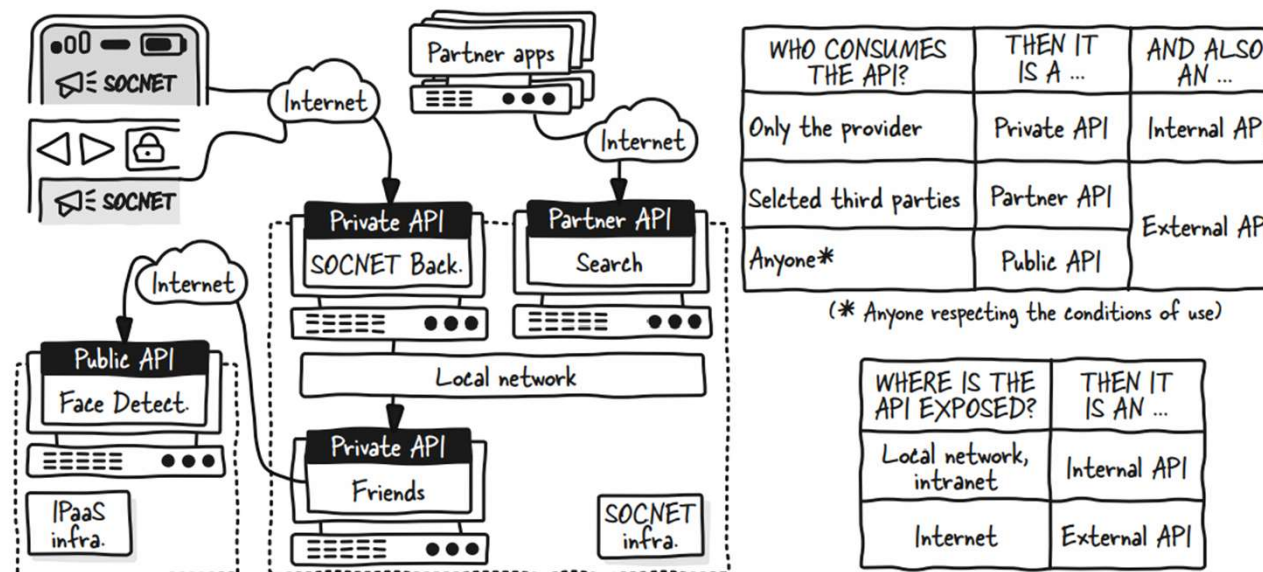 SOCNET
Internet
SOCNET
Partner apps
Internet
Private API
SOCNET Back.
Partner API
Search
Internet
Public API
Face Detect.
Local network
Private API
Friends
IPaaS
infra.
SOCNET
infra.
WHO CONSUMES
THE API?
THEN IT
IS A ...
AND ALSO
AN ...
Only the provider
Private API
Internal AP
Selcted third parties
Partner API
External AP
Anyone*
Public API
(* Anyone respecting the conditions of use)
WHERE IS THE
API EXPOSED?
THEN IT
IS AN ...
Local network,
intranet
Internal API
Internet
External API